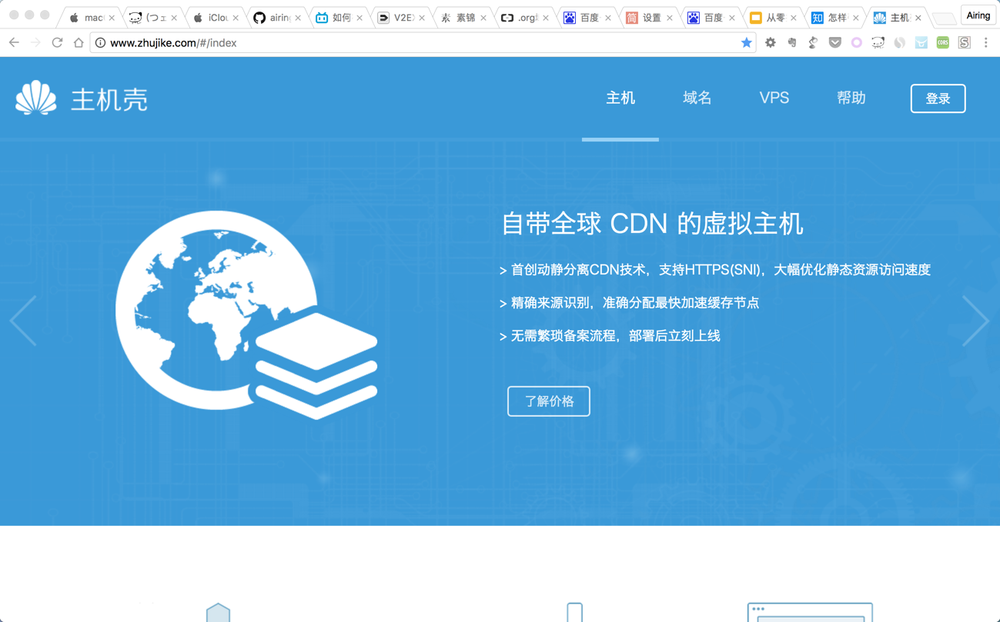 mac
(つェ
iClou
airing
如何
V2EX
素锦
.org
百度
设置
百度
从零
怎样
主机
Airing
www.zhujike.com/#/index
CORS
S
主机壳
主机
域名
VPS
帮助
登录
自带全球 CDN 的虚拟主机
> 首创动静分离CDN技术，支持HTTPS(SNI)，大幅优化静态资源访问速度
> 精确来源识别，准确分配最快加速缓存节点
> 无需繁琐备案流程，部署后立刻上线
了解价格